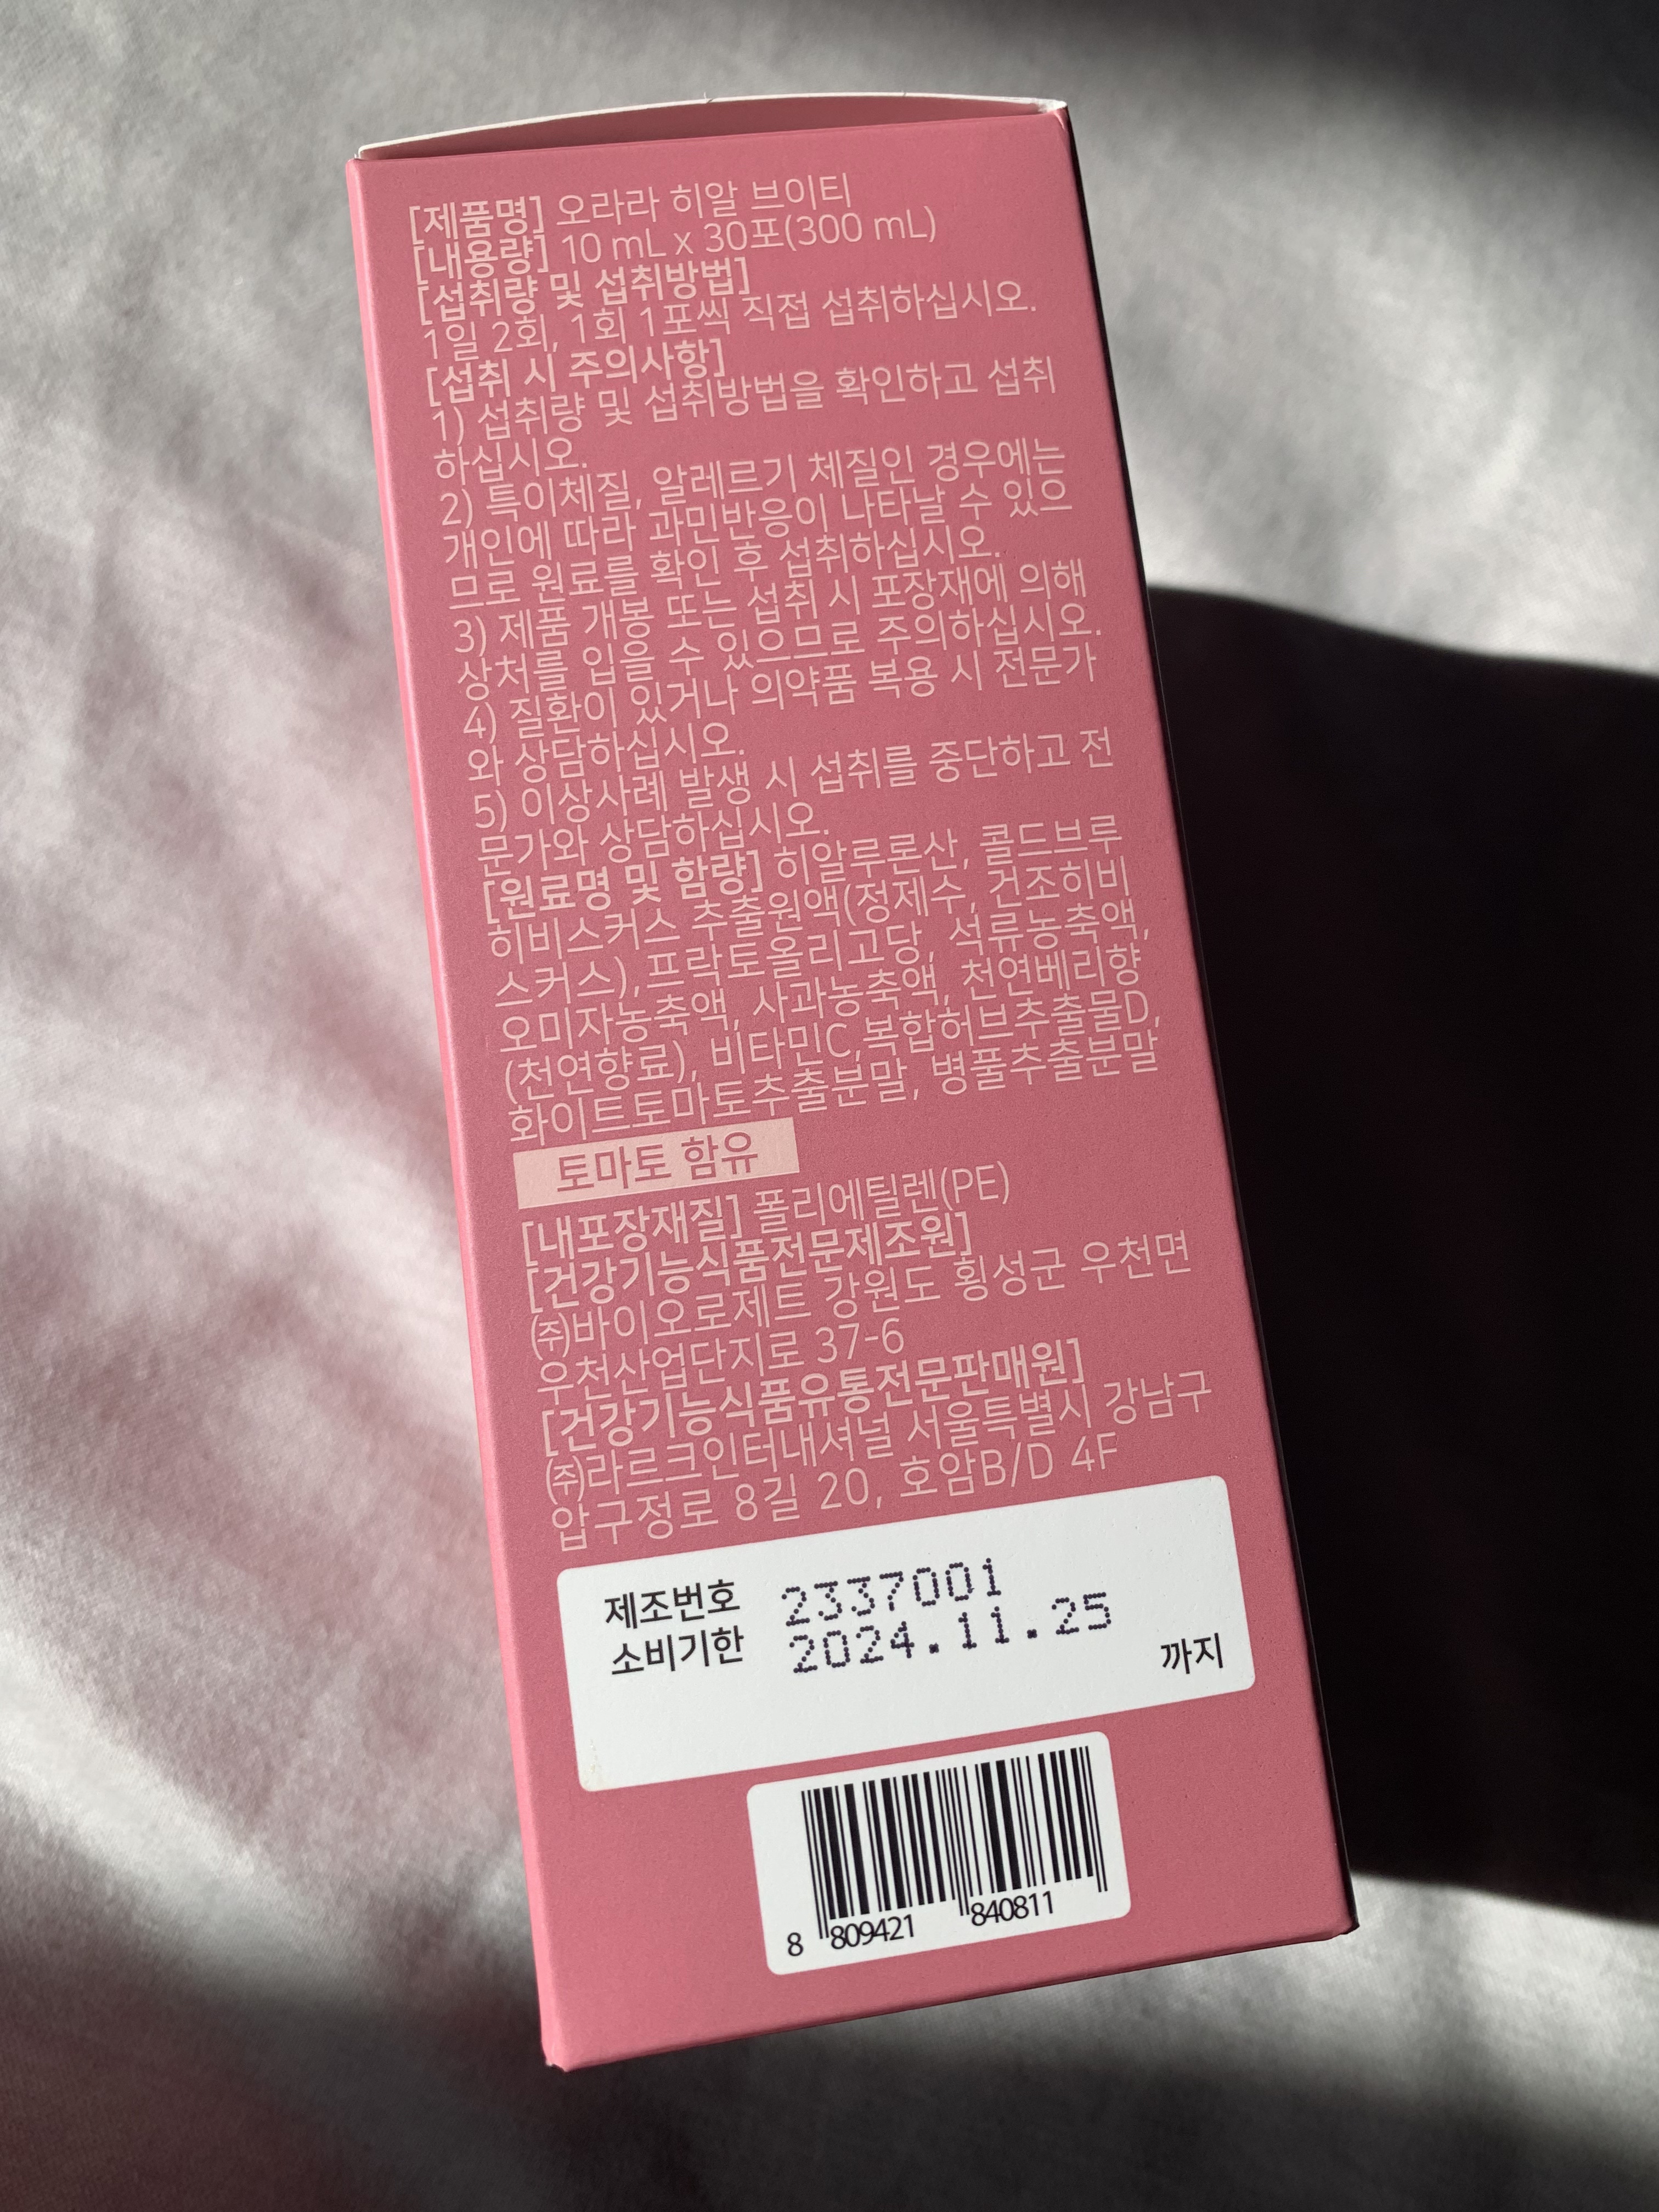 [제품명] 오라라 히알 브이티
[내용량] 10 mL x 30포(300 mL)
[섭취량 및 섭취방법]
1일 2회, 1회 1포씩 직접 섭취하십시오.
[섭취 시 주의사항]
1) 섭취량 및 섭취방법을 확인하고 섭취
하십시오.
2) 특이체질, 알레르기 체질인 경우에는
개인에 따라 과민반응이 나타날 수 있으
므로 원료를 확인 후 섭취하십시오.
3) 제품 개봉 또는 섭취 시 포장재에 의해
상처를 입을 수 있으므로 주의하십시오.
4) 질환이 있거나 의약품 복용 시 전문가
와 상담하십시오.
5) 이상사례 발생 시 섭취를 중단하고 전
문가와 상담하십시오.
[원료명 및 함량] 히알루론산, 콜드브루
히비스커스 추출원액(정제수, 건조히비
스커스), 프락토올리고당, 석류농축액,
오미자농축액, 사과농축액, 천연베리향
(천연향료), 비타민C,복합허브추출물D,
화이트토마토추출분말, 병풀추출분말
토마토 함유
[내포장재질] 폴리에틸렌(PE)
[건강기능식품전문제조원]
㈜바이오로제트 강원도 횡성군 우천면
우천산업단지로 37-6
[건강기능식품유통전문판매원]
㈜라르크인터내셔널 서울특별시 강남구
압구정로 8길 20, 호암B/D 4F
제조번호 2337001
소비기한 2024.11.25 까지
8 809421 840811